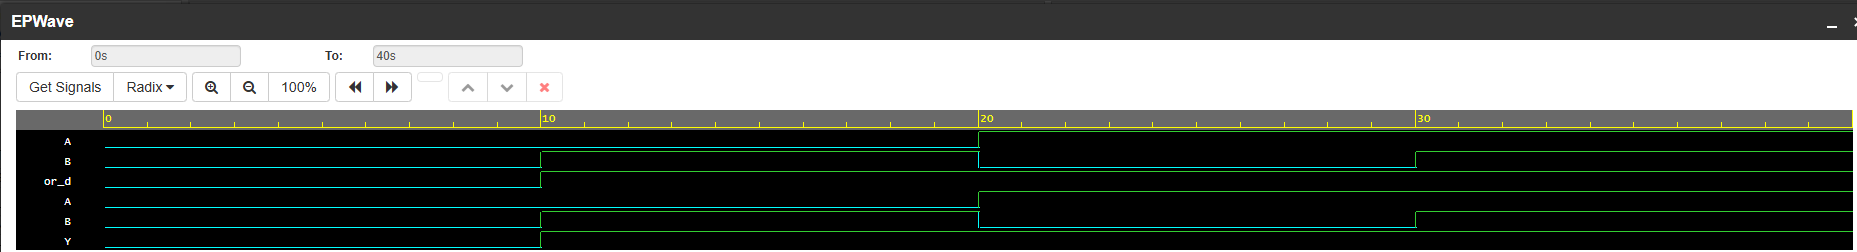 EPWave
From: 0s To: 40s
Get Signals Radix 100%
0 10 20 30
A
B
or_d
A
B
Y